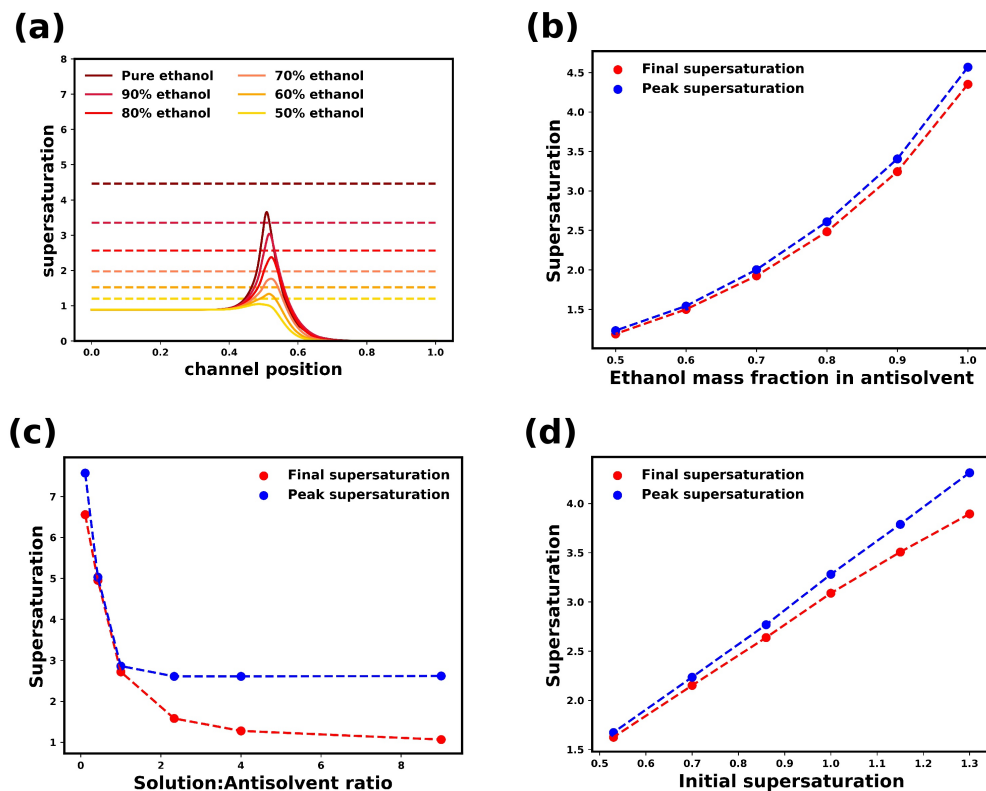 (a)
8
7
6
5
4
3
2
1
0
supersaturation
Pure ethanol
90% ethanol
80% ethanol
70% ethanol
60% ethanol
50% ethanol
0.0 0.2 0.4 0.6 0.8 1.0
channel position
(b)
4.5
4.0
3.5
3.0
2.5
2.0
1.5
Supersaturation
Final supersaturation
Peak supersaturation
0.5 0.6 0.7 0.8 0.9 1.0
Ethanol mass fraction in antisolvent
(c)
7
6
5
4
3
2
1
Supersaturation
Final supersaturation
Peak supersaturation
0 2 4 6 8
Solution:Antisolvent ratio
(d)
4.0
3.5
3.0
2.5
2.0
1.5
Supersaturation
Final supersaturation
Peak supersaturation
0.5 0.6 0.7 0.8 0.9 1.0 1.1 1.2 1.3
Initial supersaturation